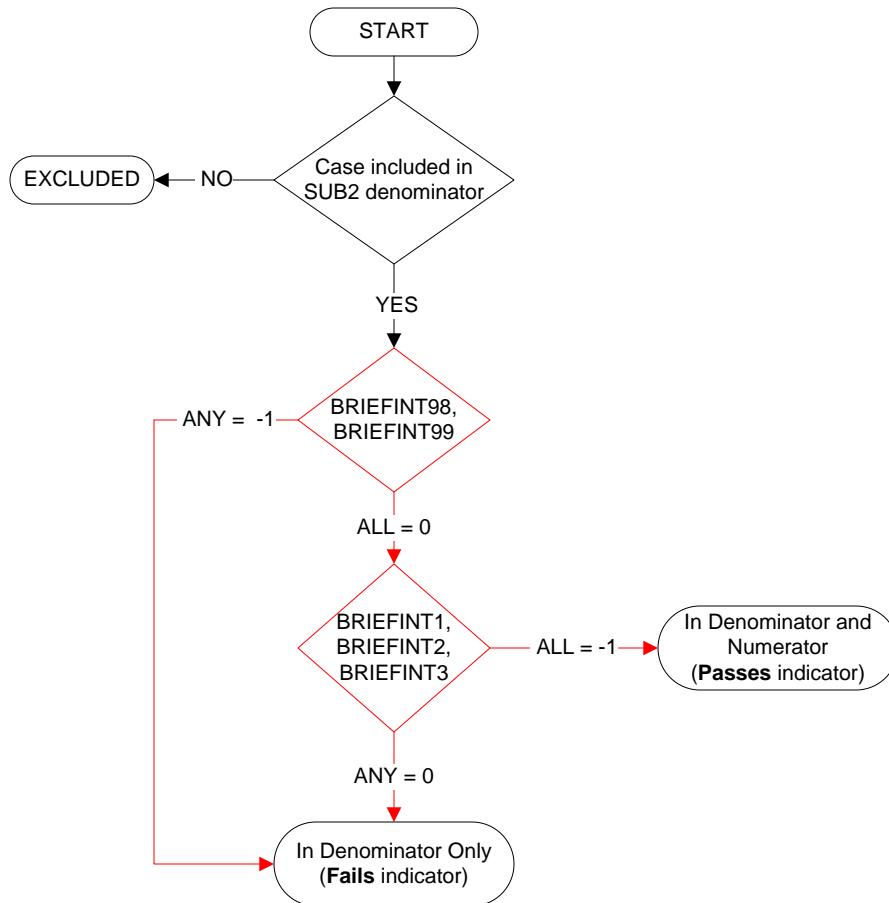 START
Case included in
SUB2 denominator
NO
EXCLUDED
YES
BRIEFINT98,
BRIEFINT99
ANY = -1
ALL = 0
BRIEFINT1,
BRIEFINT2,
BRIEFINT3
ALL = -1
In Denominator and
Numerator
(Passes indicator)
ANY = 0
In Denominator Only
(Fails indicator)